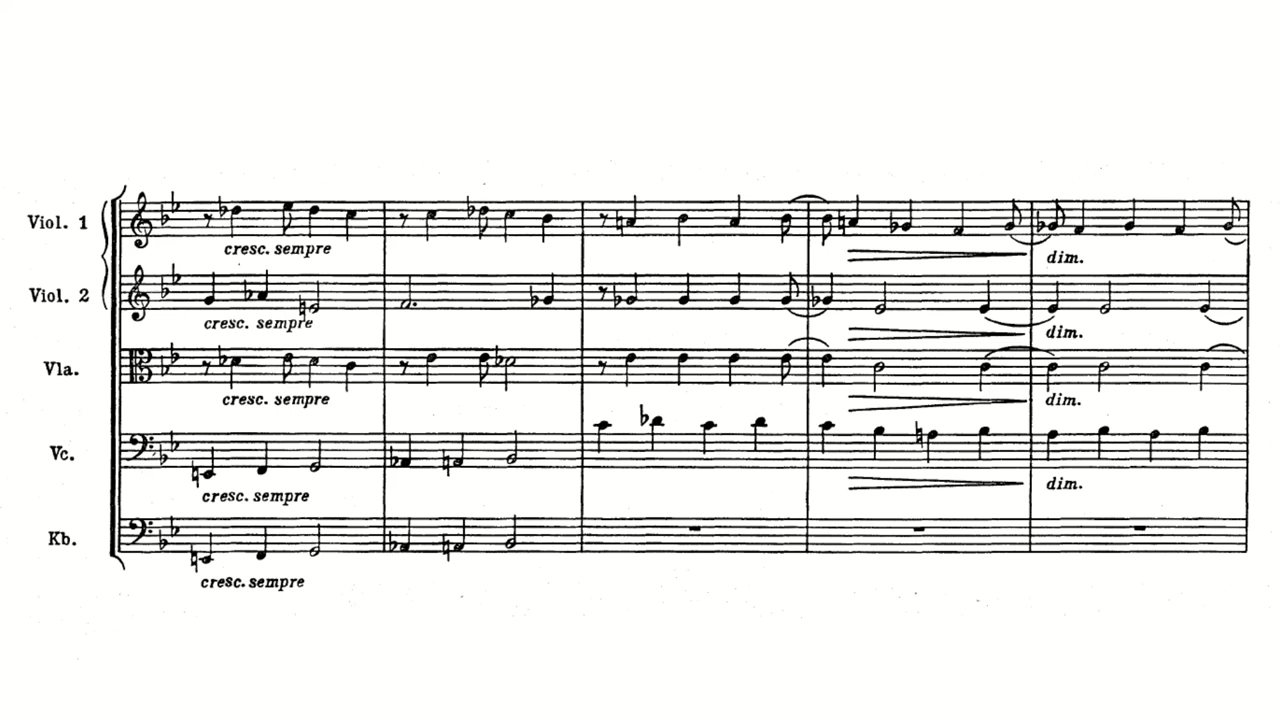 Viol. 1
cresc. sempre
dim.
Viol. 2
cresc. sempre
dim.
Vla.
cresc. sempre
dim.
Vc.
cresc. sempre
dim.
Kb.
cresc. sempre